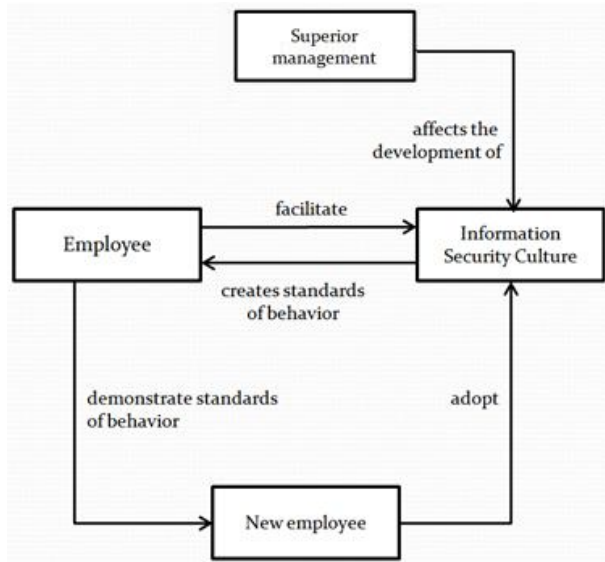 Superior
management
affects the
development of
facilitate
Employee
Information
Security Culture
creates standards
of behavior
demonstrate standards
of behavior
adopt
New employee